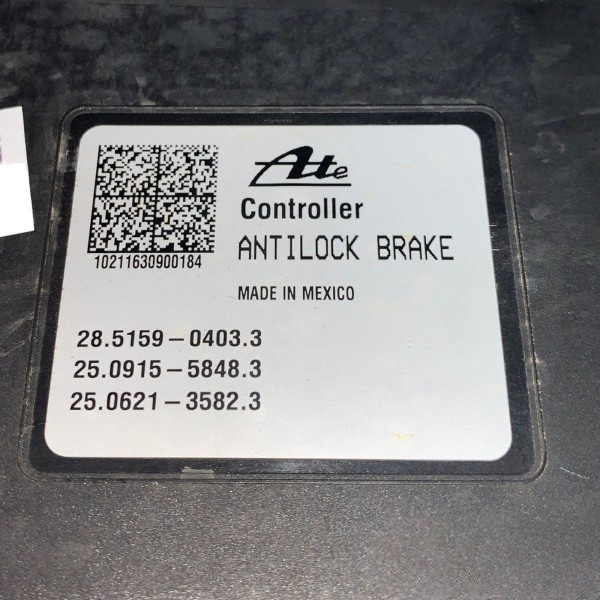 Ate
Controller
ANTILOCK BRAKE
10211630900184
MADE IN MEXICO
28.5159-0403.3
25.0915-5848.3
25.0621-3582.3